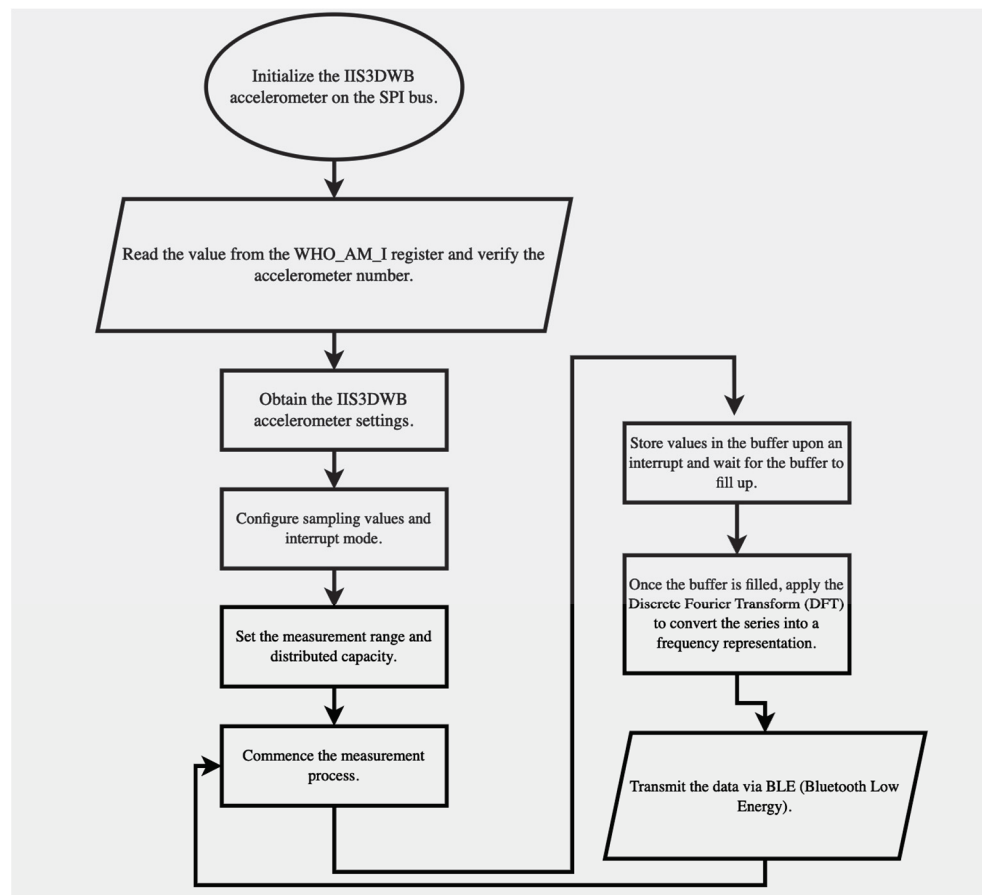 Initialize the IIS3DWB
accelerometer on the SPI bus.
Read the value from the WHO_AM_I register and verify the
accelerometer number.
Obtain the IIS3DWB
accelerometer settings.
Configure sampling values and
interrupt mode.
Set the measurement range and
distributed capacity.
Commence the measurement
process.
Store values in the buffer upon an
interrupt and wait for the buffer to
fill up.
Once the buffer is filled, apply the
Discrete Fourier Transform (DFT)
to convert the series into a
frequency representation.
Transmit the data via BLE (Bluetooth Low
Energy).